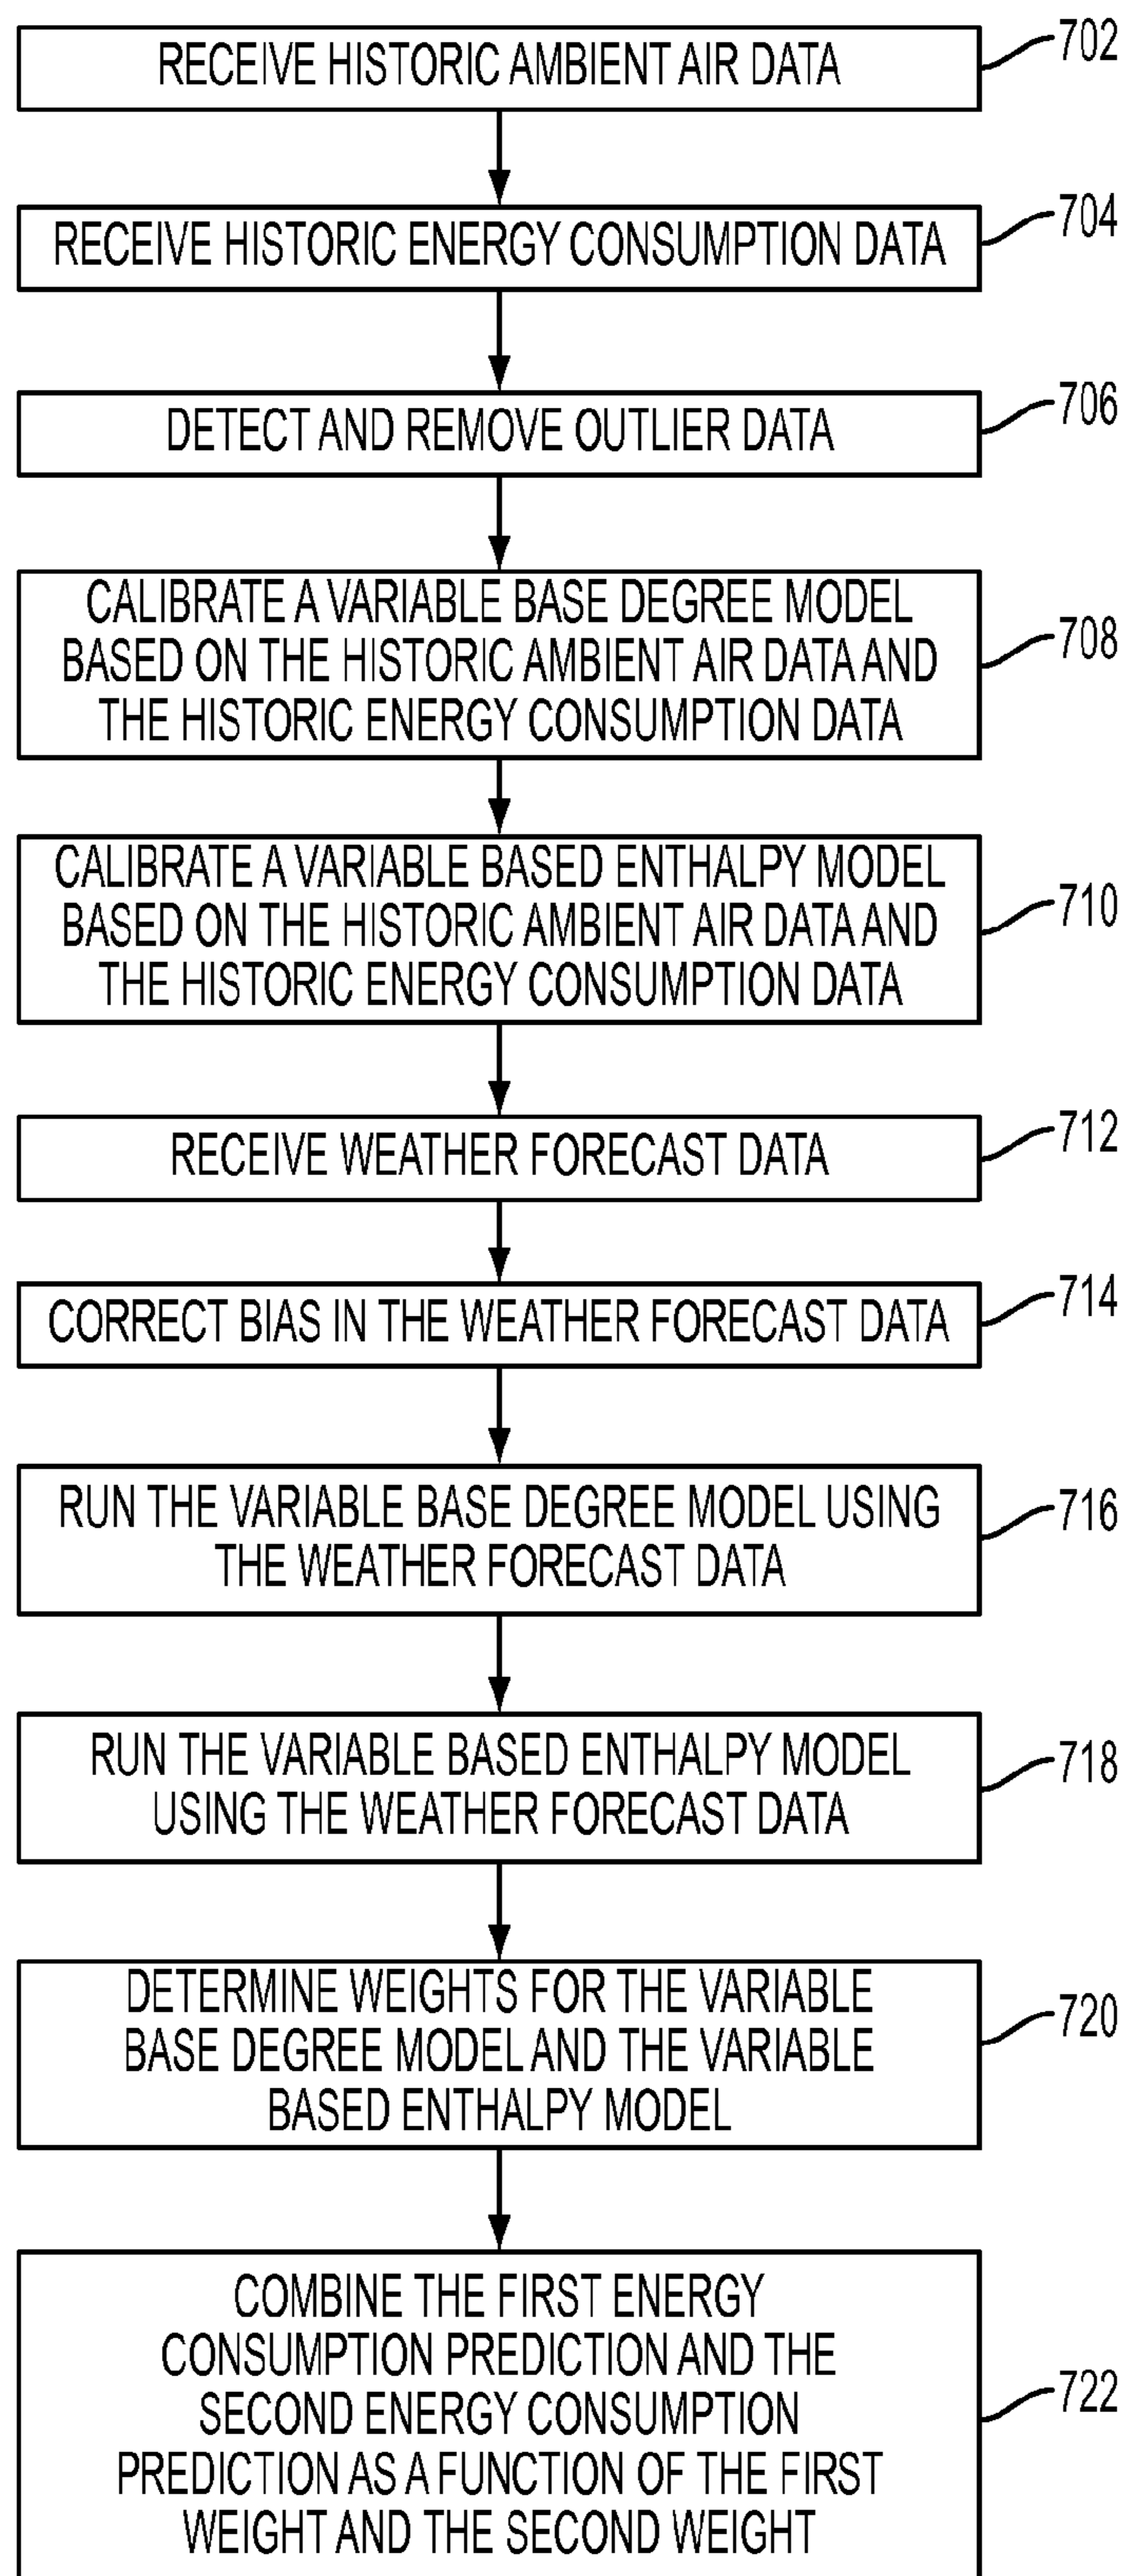 RECEIVE HISTORIC AMBIENT AIR DATA
702
RECEIVE HISTORIC ENERGY CONSUMPTION DATA
704
DETECT AND REMOVE OUTLIER DATA
706
CALIBRATE A VARIABLE BASE DEGREE MODEL
BASED ON THE HISTORIC AMBIENT AIR DATA AND
THE HISTORIC ENERGY CONSUMPTION DATA
708
CALIBRATE A VARIABLE BASED ENTHALPY MODEL
BASED ON THE HISTORIC AMBIENT AIR DATA AND
THE HISTORIC ENERGY CONSUMPTION DATA
710
RECEIVE WEATHER FORECAST DATA
712
CORRECT BIAS IN THE WEATHER FORECAST DATA
714
RUN THE VARIABLE BASE DEGREE MODEL USING
THE WEATHER FORECAST DATA
716
RUN THE VARIABLE BASED ENTHALPY MODEL
USING THE WEATHER FORECAST DATA
718
DETERMINE WEIGHTS FOR THE VARIABLE
BASE DEGREE MODEL AND THE VARIABLE
BASED ENTHALPY MODEL
720
COMBINE THE FIRST ENERGY
CONSUMPTION PREDICTION AND THE
SECOND ENERGY CONSUMPTION
PREDICTION AS A FUNCTION OF THE FIRST
WEIGHT AND THE SECOND WEIGHT
722